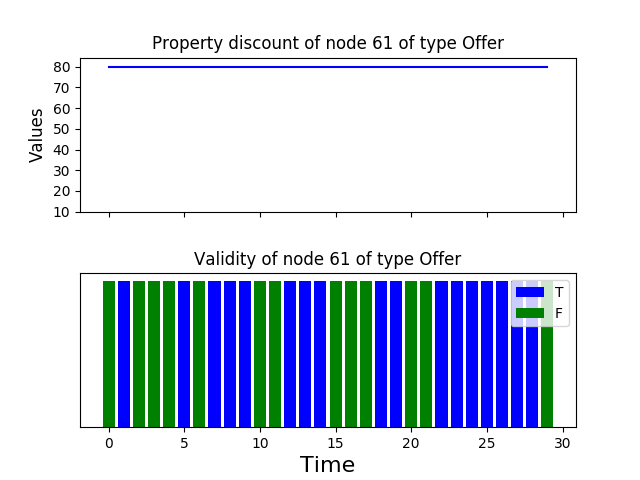 Property discount of node 61 of type Offer
80
70
60
50
40
30
20
10
Values
Validity of node 61 of type Offer
T
F
0 5 10 15 20 25 30
Time